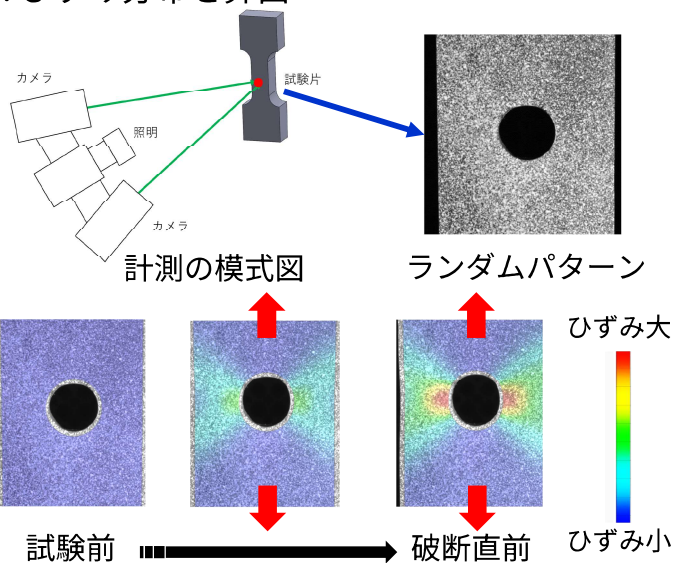 カメラ
試験片
照明
カメラ
計測の模式図
ランダムパターン
ひずみ大
試験前
破断直前
ひずみ小